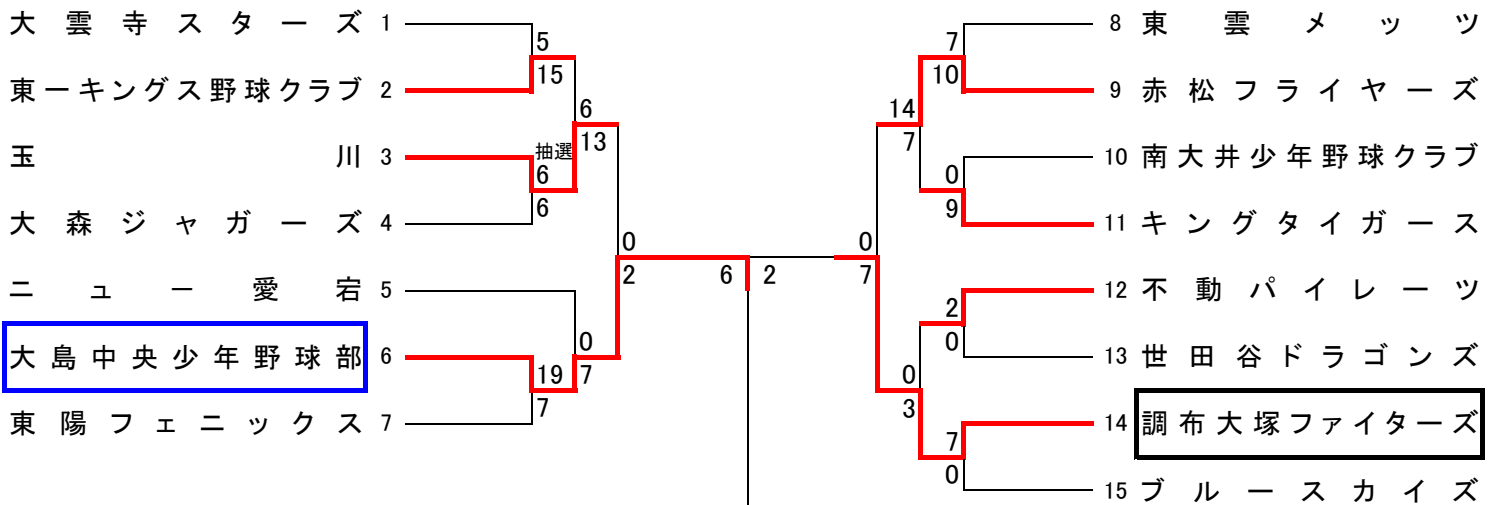 大雲寺スターズ 1
5
15
東一キングス野球クラブ 2
6
13
玉川 3
抽選
6
6
大森ジャガーズ 4
0
2
ニュー愛宕 5
0
7
大島中央少年野球部 6
19
7
東陽フェニックス 7
6 2
8 東雲メッツ
7
10
9 赤松フライヤーズ
14
7
10 南大井少年野球クラブ
0
9
11 キングタイガース
0
7
12 不動パイレーツ
2
0
13 世田谷ドラゴンズ
0
3
14 調布大塚ファイターズ
7
0
15 ブルースカイズ